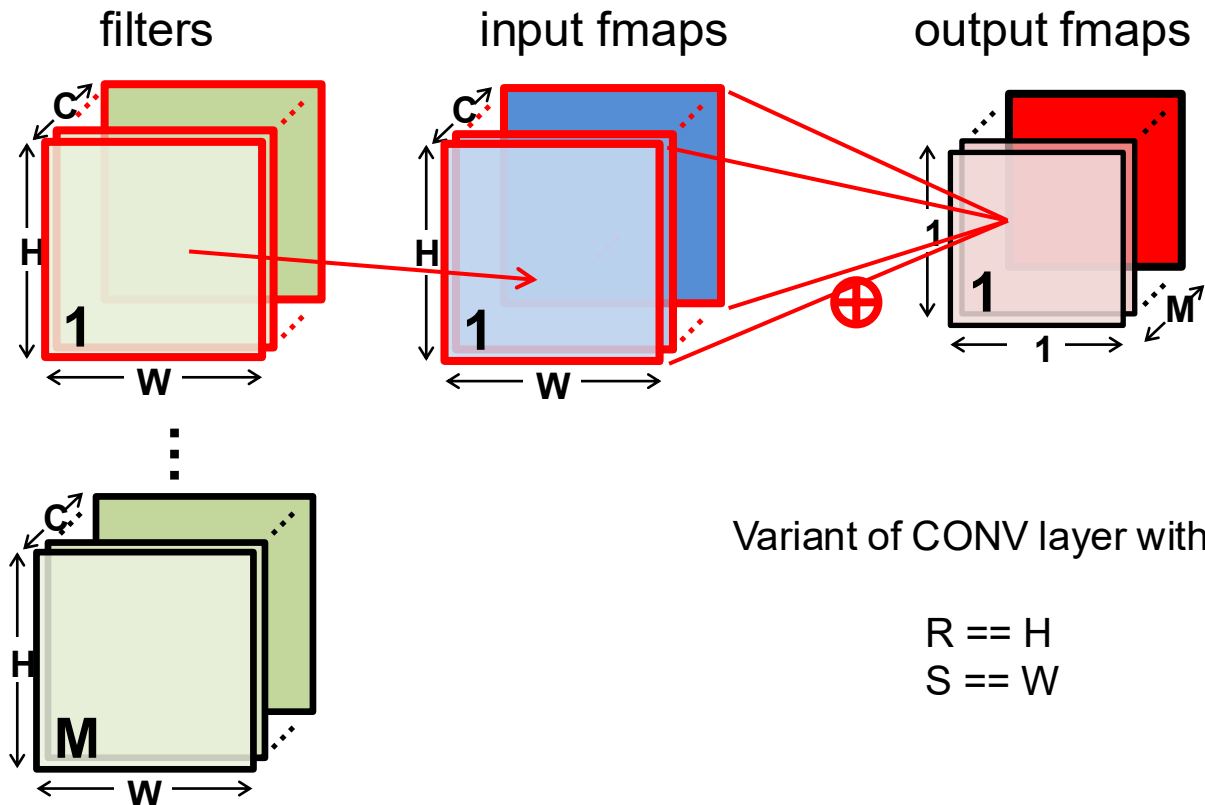 filters
input fmaps
output fmaps
C
H
1
W
C
H
1
W
1
1
M
1
C
H
M
W
Variant of CONV layer with
R == H
S == W